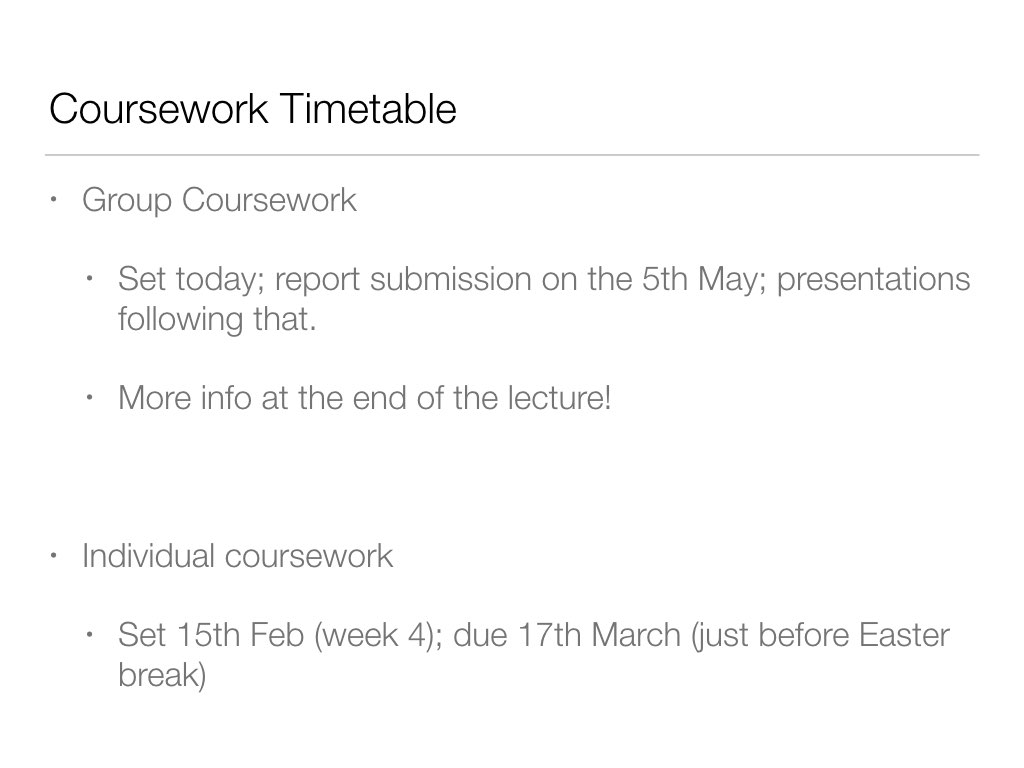 Coursework Timetable
• Group Coursework
• Set today; report submission on the 5th May; presentations
following that.
• More info at the end of the lecture!
• Individual coursework
• Set 15th Feb (week 4); due 17th March (just before Easter
break)